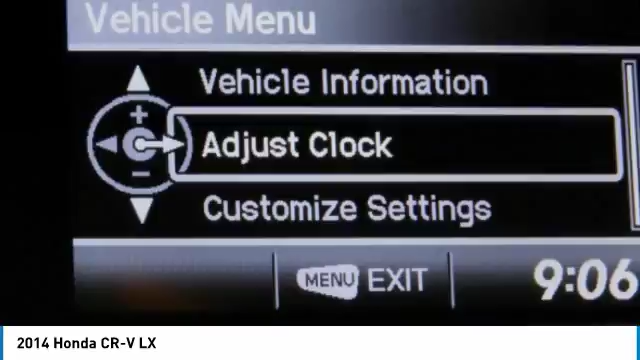 Vehicle Menu
Vehicle Information
+
Adjust Clock
-
Customize Settings
MENU EXIT 9:06
2014 Honda CR-V LX